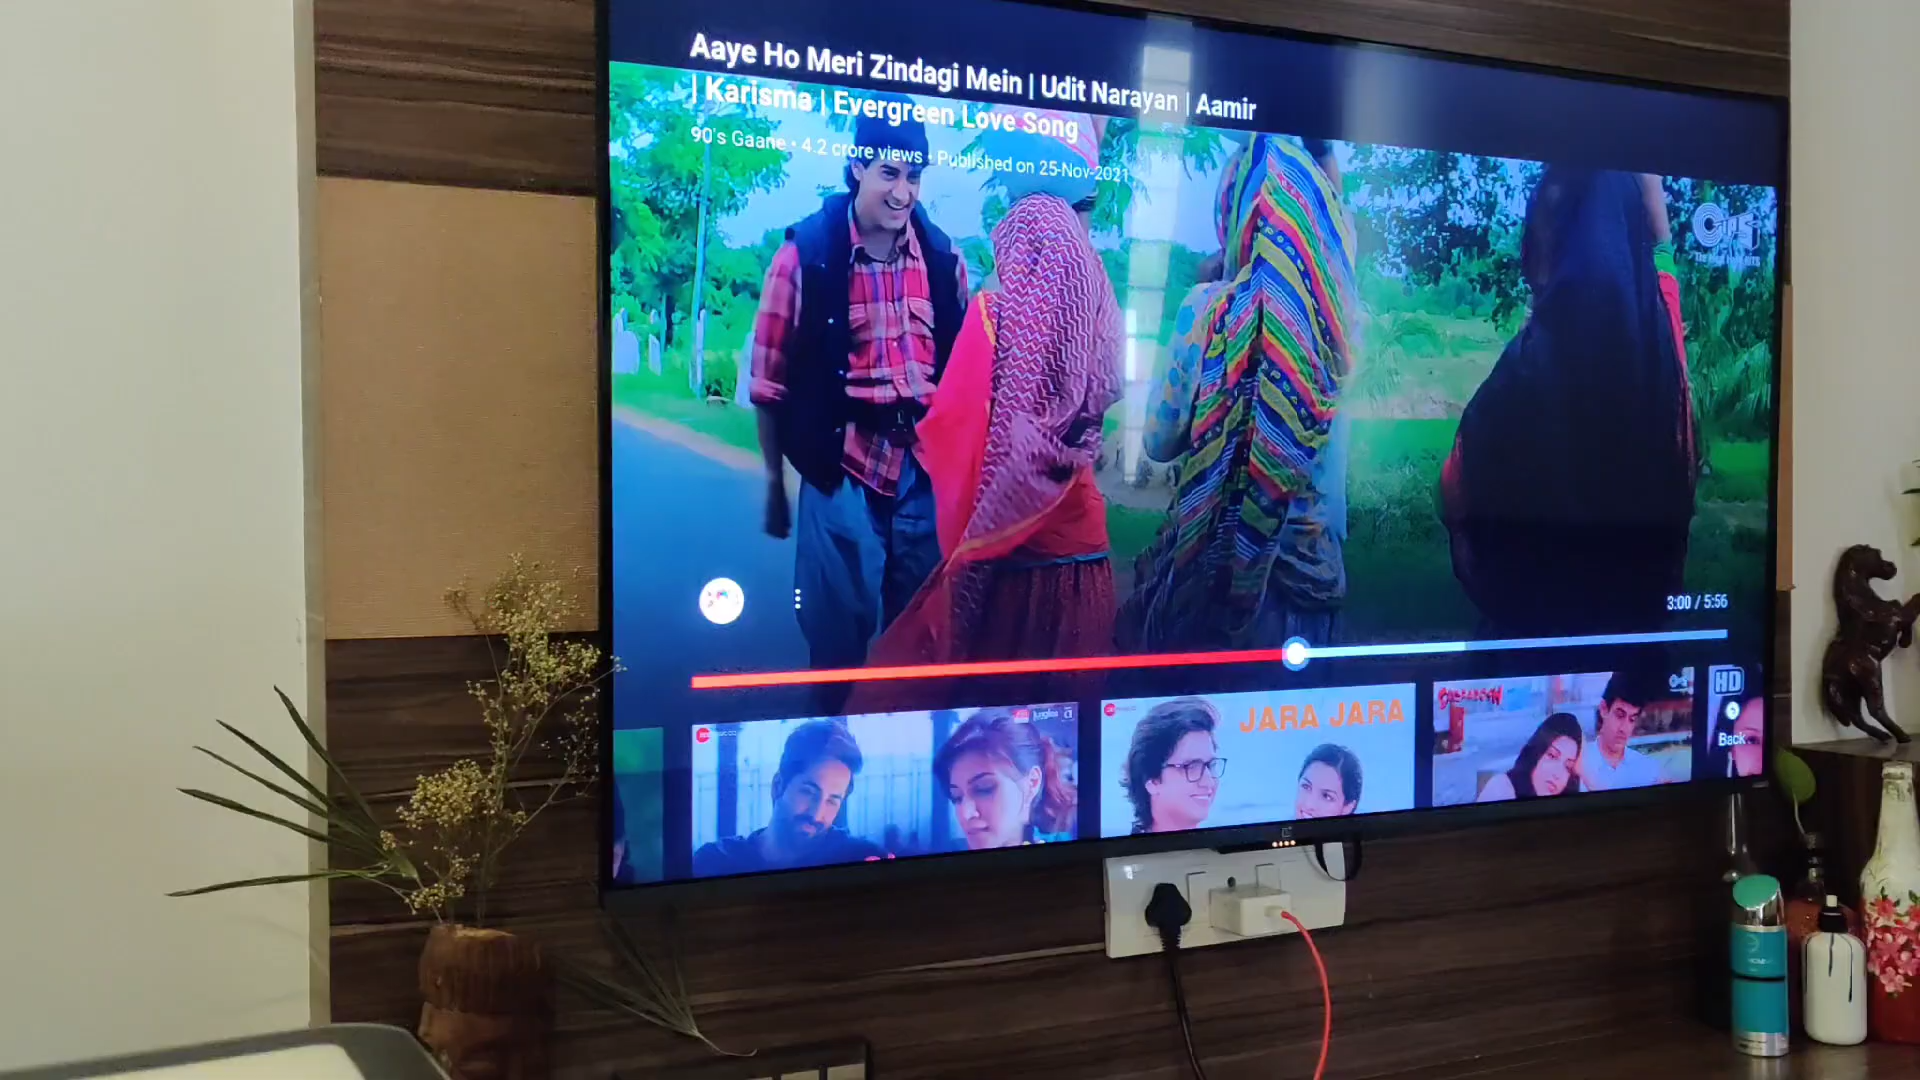 Aaye Ho Meri Zindagi Mein | Udit Narayan | Aamir
| Karisma | Evergreen Love Song
90's Gaane • 4.2 crore views • Published on 25-Nov-2021
Tips
3:00 / 5:56
JARA JARA
HD
Back